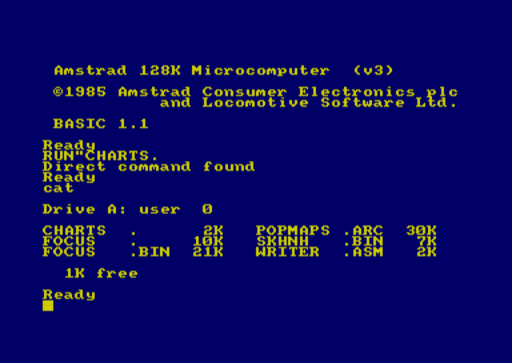 Amstrad 128K Microcomputer  (v3)
©1985 Amstrad Consumer Electronics plc
and Locomotive Software Ltd.
BASIC 1.1
Ready
RUN"CHARTS.
Direct command found
Ready
cat
Drive A: user  0
CHARTS  .       2K    POPMAPS .ARC  30K
FOCUS   .      10K    SKHNH   .BIN   7K
FOCUS   .BIN  21K    WRITER  .ASM   2K
1K free
Ready